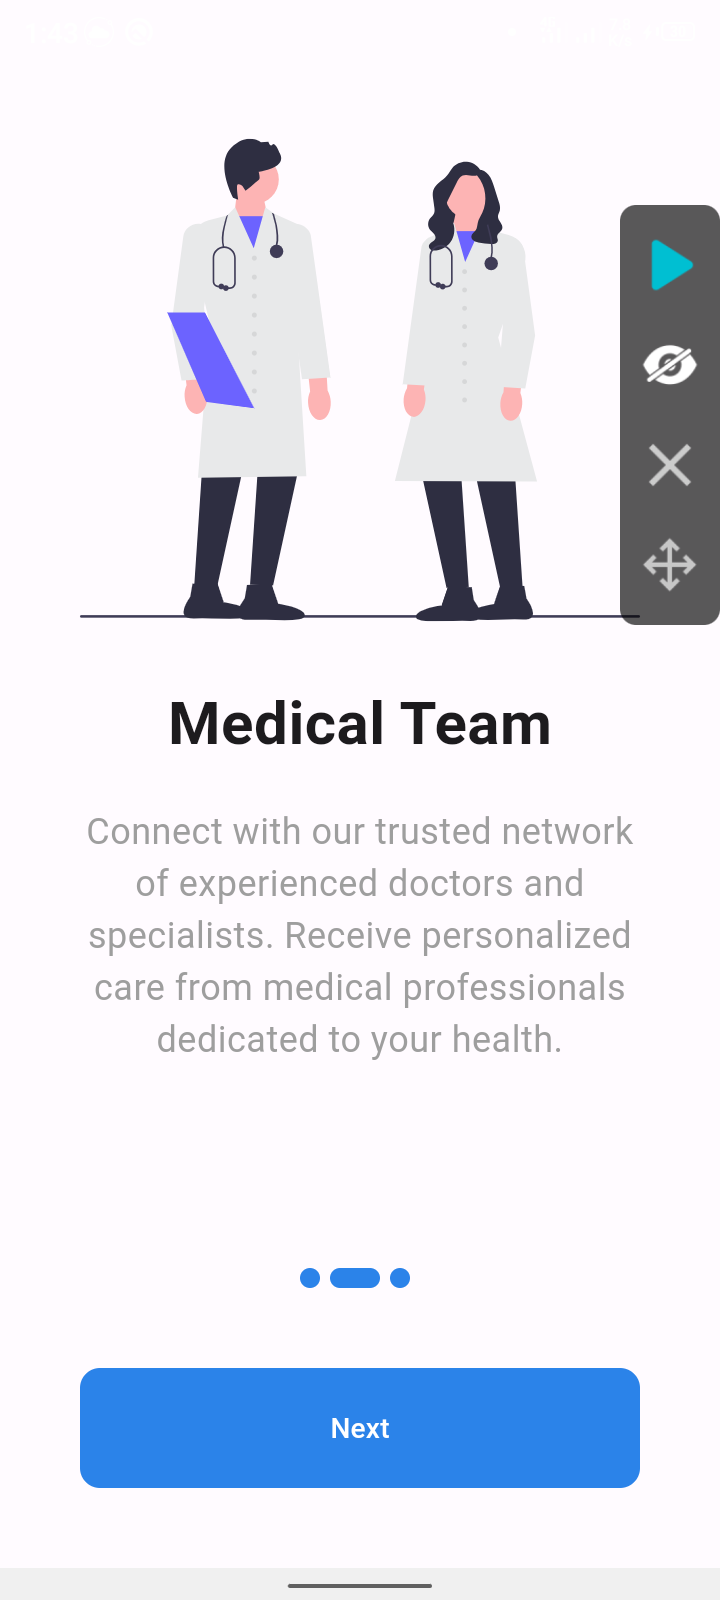 Medical Team
Connect with our trusted network
of experienced doctors and
specialists. Receive personalized
care from medical professionals
dedicated to your health.
Next